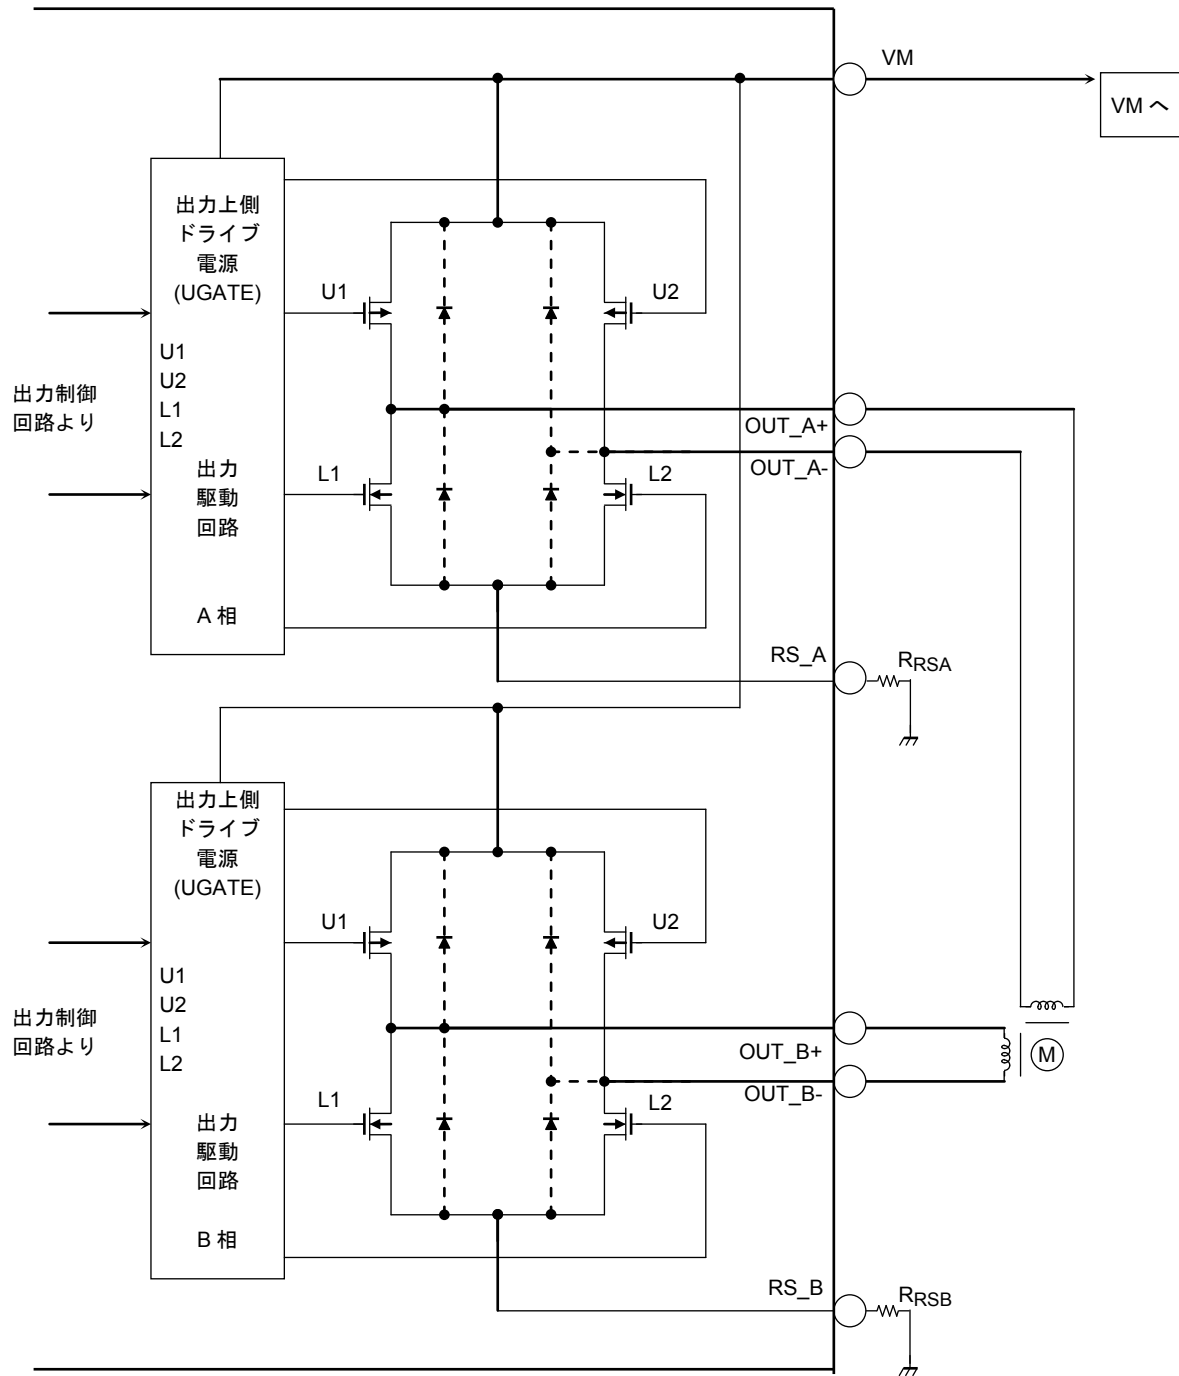 VM
VM へ
出力上側
ドライブ
電源
(UGATE)
U1
U2
U1
U2
L1
L2
出力制御
回路より
OUT_A+
OUT_A-
L1
L2
出力
駆動
回路
A 相
RS_A
RRSA
出力上側
ドライブ
電源
(UGATE)
U1
U2
U1
U2
L1
L2
出力制御
回路より
OUT_B+
M
OUT_B-
L1
L2
出力
駆動
回路
B 相
RS_B
RRSB